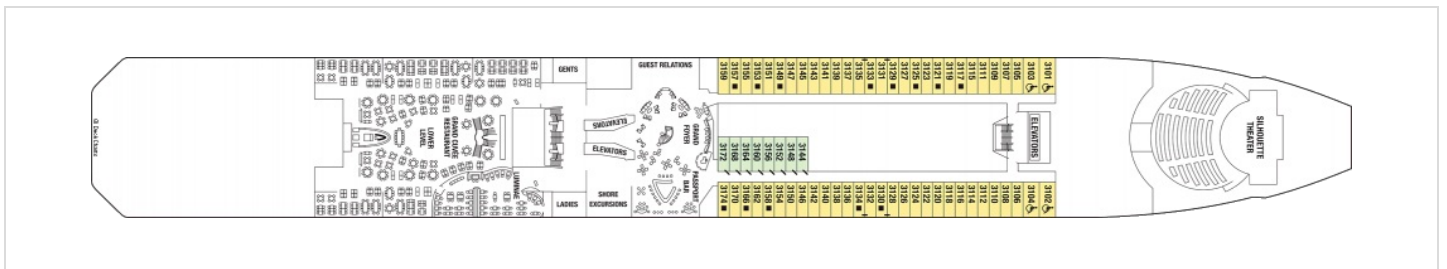 GENTS
GUEST RELATIONS
3159 3157 3155 3153 3151 3149 3147 3145 3143 3141 3139 3137 3135 3133 3131 3129 3127 3125 3123 3121 3119 3117 3115 3111 3109 3107 3105 3103 3101
GRAND CUVÉE
RESTAURANT
LOWER
LEVEL
LUMINAE
ELEVATORS
ELEVATORS
GRAND
FOYER
PASSPORT
BAR
ELEVATORS
SILHOUETTE
THEATER
3172 3168 3164 3160 3156 3152 3148 3144
LADIES
SHORE
EXCURSIONS
3174 3170 3166 3162 3158 3154 3150 3146 3142 3140 3138 3136 3134 3132 3130 3128 3126 3124 3122 3120 3118 3116 3114 3112 3110 3108 3106 3104 3102